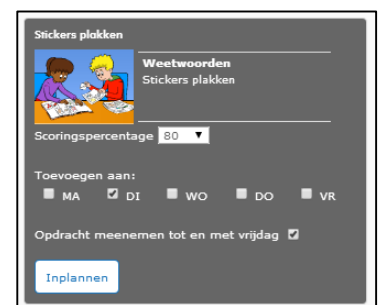 Stickers plakken
Weetwoorden
Stickers plakken
Scoringspercentage 80
Toevoegen aan:
MA DI WO DO VR
Opdracht meenemen tot en met vrijdag
Inplannen